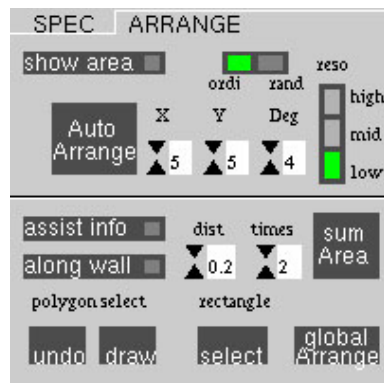 SPEC ARRANGE
show area
reso
ordi rand
high
X Y Deg
Auto
Arrange
mid
5 5 4
low
assist info
dist times
sum
Area
along wall
0.2 2
polygon select rectangle
undo draw select
global
Arrange